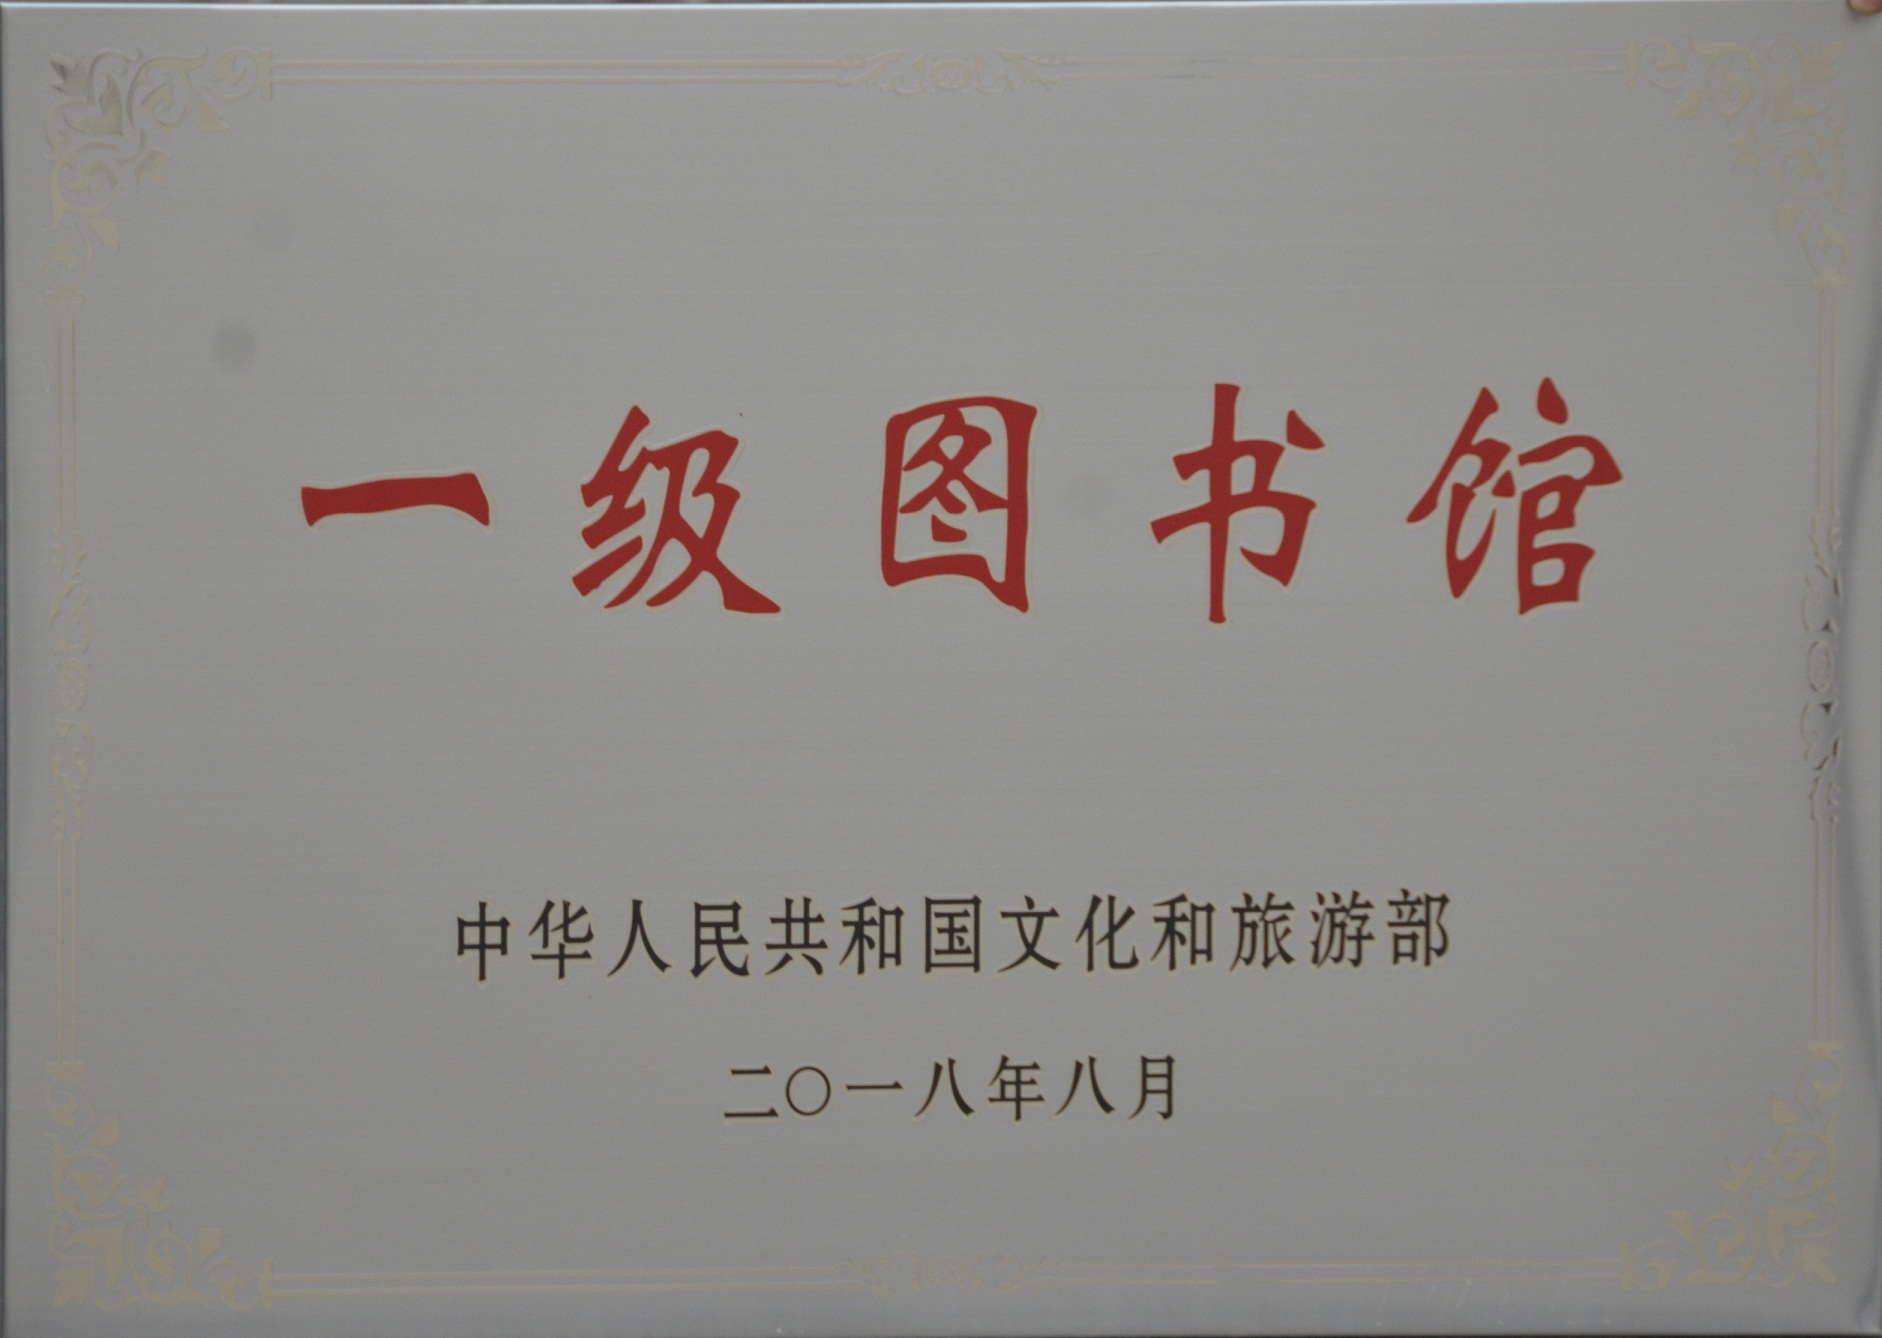 一级图书馆
中华人民共和国文化和旅游部
二〇一八年八月